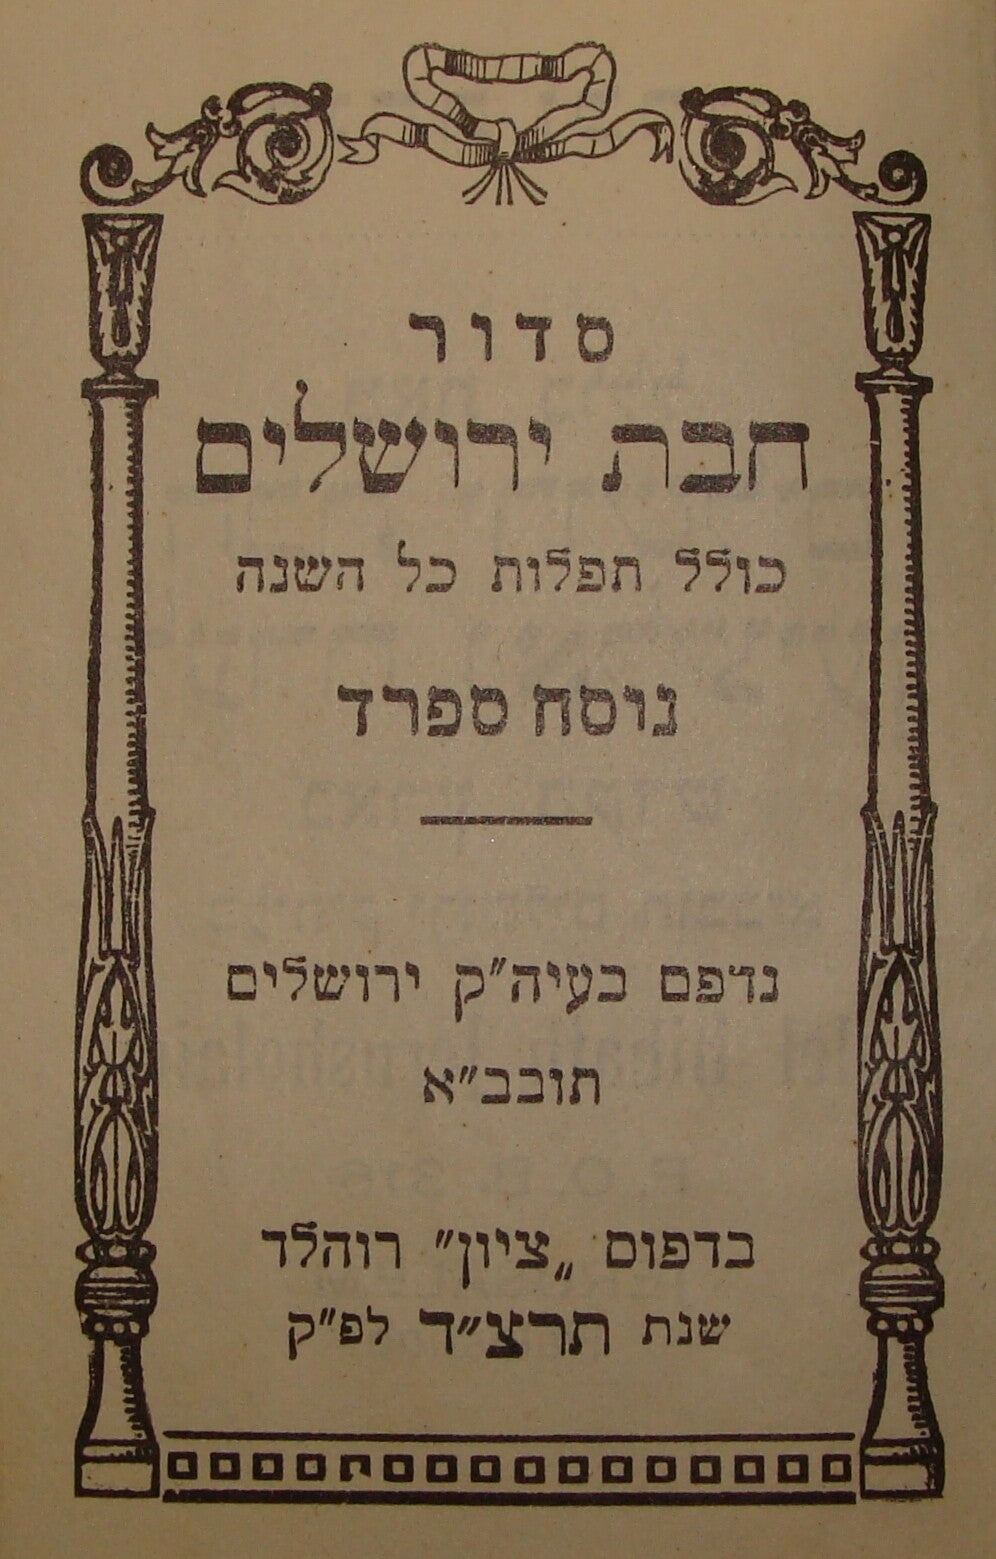 סדור
חבת ירושלים
כולל תפלות כל השנה
נוסח ספרד
נדפס בעיה״ק ירושלים
תובב״א
בדפוס „ציון״ רוהלד
שנת תרצ״ד לפ״ק